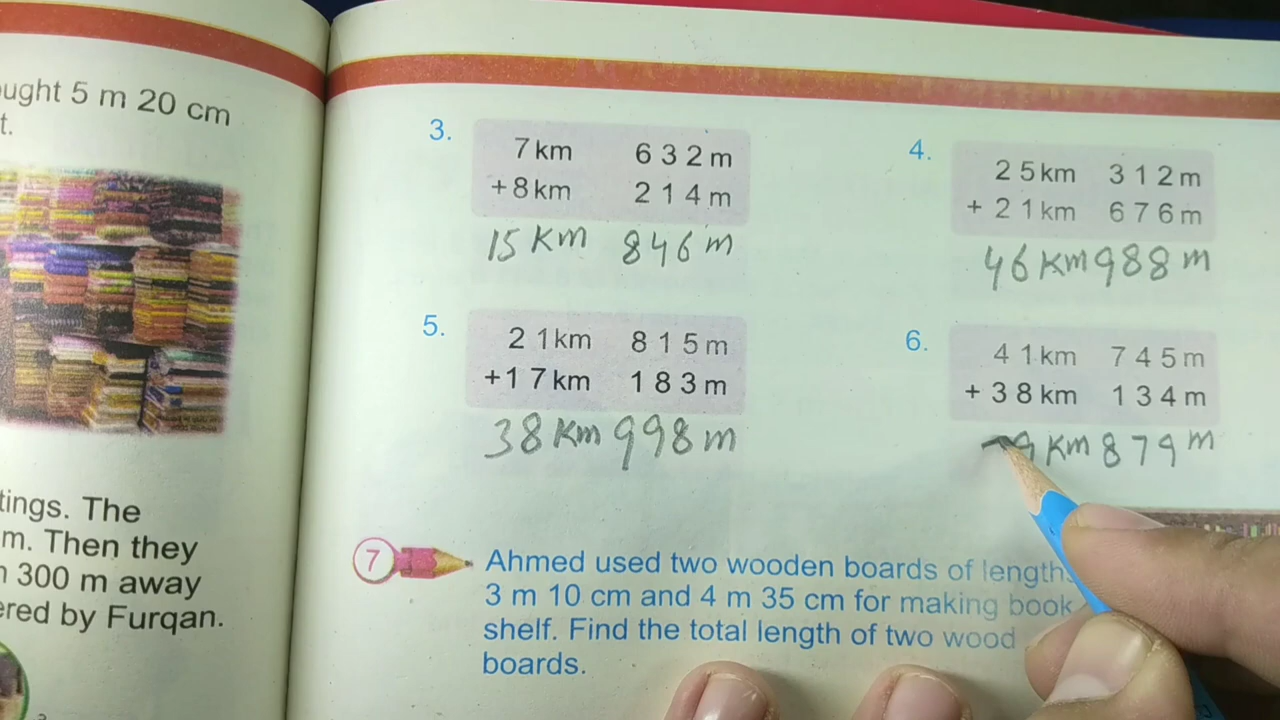 ught 5 m 20 cm
t.
tings. The
m. Then they
300 m away
ered by Furqan.
3.
7 km 6 3 2 m
+ 8 km 2 1 4 m
15 Km 846 m
4.
2 5 km 3 1 2 m
+ 2 1 km 6 7 6 m
46 Km 988 m
5.
2 1 km 8 1 5 m
+ 1 7 km 1 8 3 m
38 Km 998 m
6.
4 1 km 7 4 5 m
+ 3 8 km 1 3 4 m
9 Km 879 m
7
Ahmed used two wooden boards of length
3 m 10 cm and 4 m 35 cm for making book
shelf. Find the total length of two wood
boards.